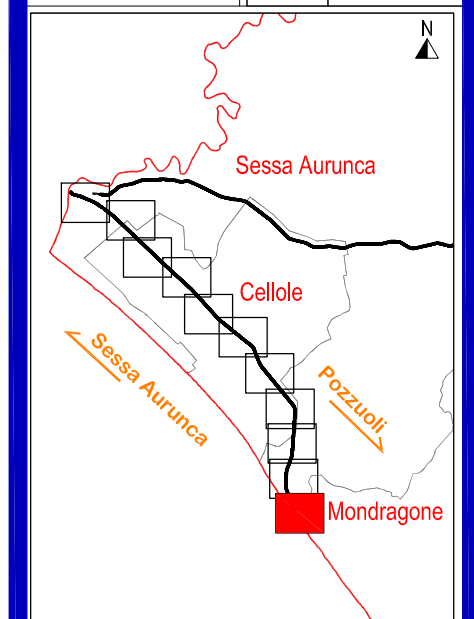 N
Sessa Aurunca
Cellole
Sessa Aurunca
Pozzuoli
Mondragone